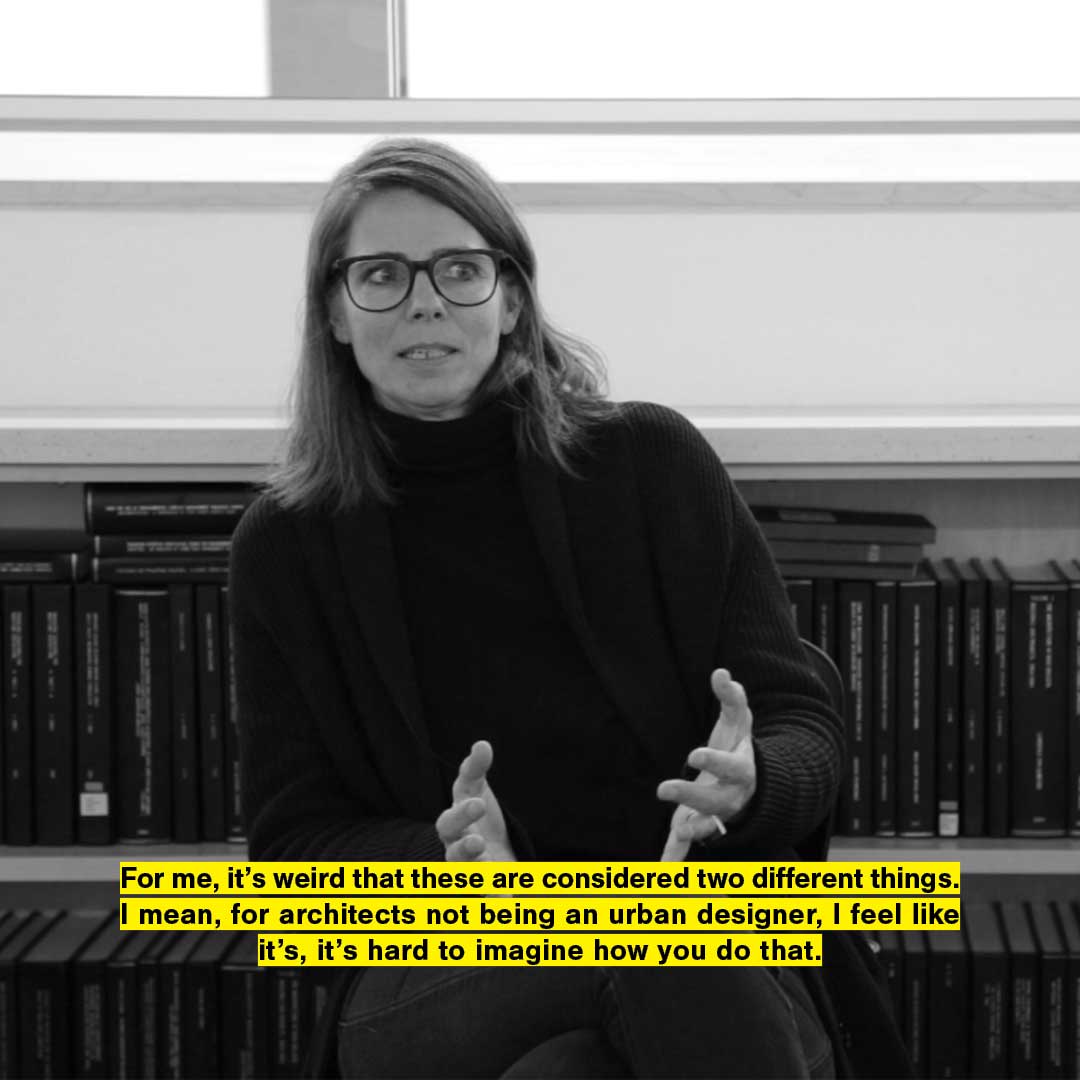 For me, it’s weird that these are considered two different things.
I mean, for architects not being an urban designer, I feel like
it’s, it’s hard to imagine how you do that.